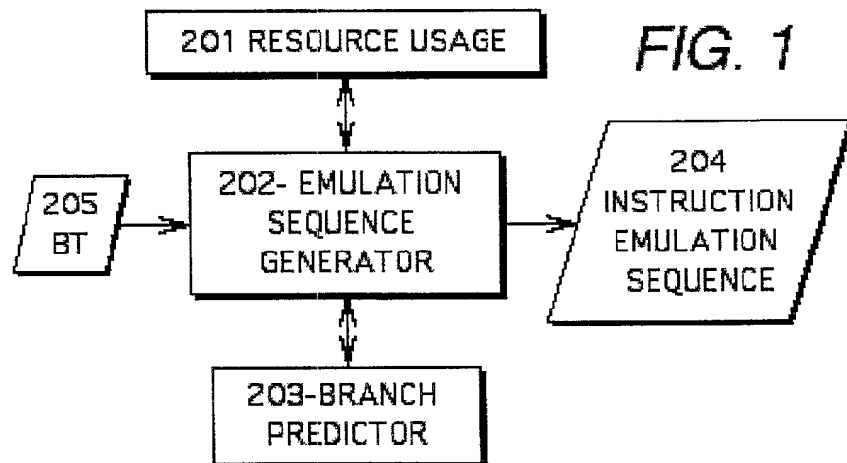 201 RESOURCE USAGE
FIG. 1
205
BT
202- EMULATION
SEQUENCE
GENERATOR
204
INSTRUCTION
EMULATION
SEQUENCE
203-BRANCH
PREDICTOR